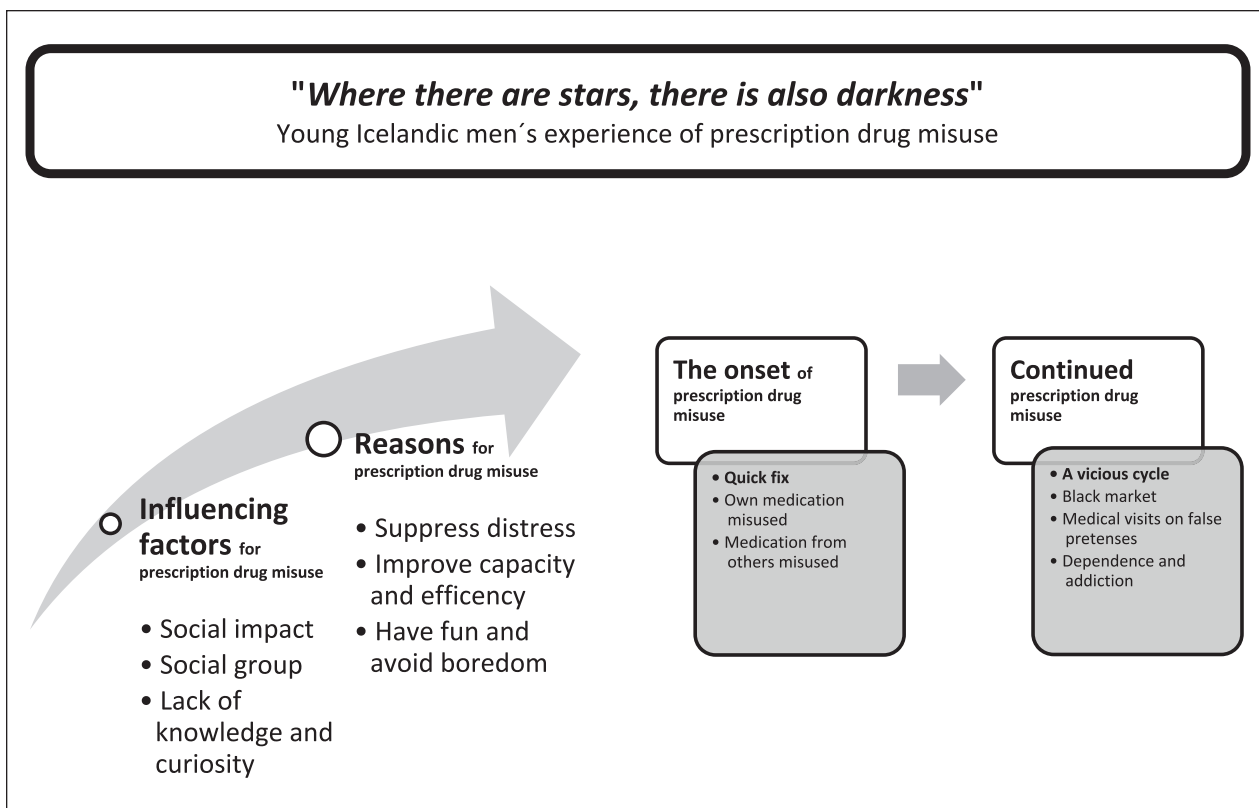 "Where there are stars, there is also darkness"
Young Icelandic men´s experience of prescription drug misuse
Influencing
factors for
prescription drug misuse
• Social impact
• Social group
• Lack of
knowledge and
curiosity
Reasons for
prescription drug misuse
• Suppress distress
• Improve capacity
and efficency
• Have fun and
avoid boredom
The onset of
prescription drug
misuse
• Quick fix
• Own medication
misused
• Medication from
others misused
Continued
prescription drug
misuse
• A vicious cycle
• Black market
• Medical visits on false
pretenses
• Dependence and
addiction